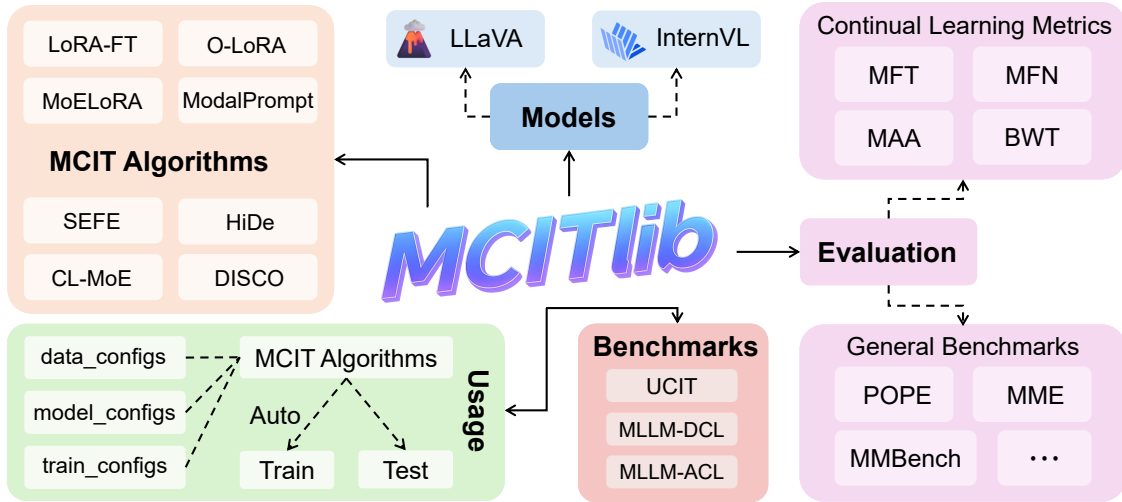 LoRA-FT
O-LoRA
MoELoRA
ModalPrompt
MCIT Algorithms
SEFE
HiDe
CL-MoE
DISCO
LLaVA
InternVL
Models
MCITlib
Continual Learning Metrics
MFT
MFN
MAA
BWT
Evaluation
General Benchmarks
POPE
MME
MMBench
...
data_configs
model_configs
train_configs
MCIT Algorithms
Auto
Train
Test
Usage
Benchmarks
UCIT
MLLM-DCL
MLLM-ACL